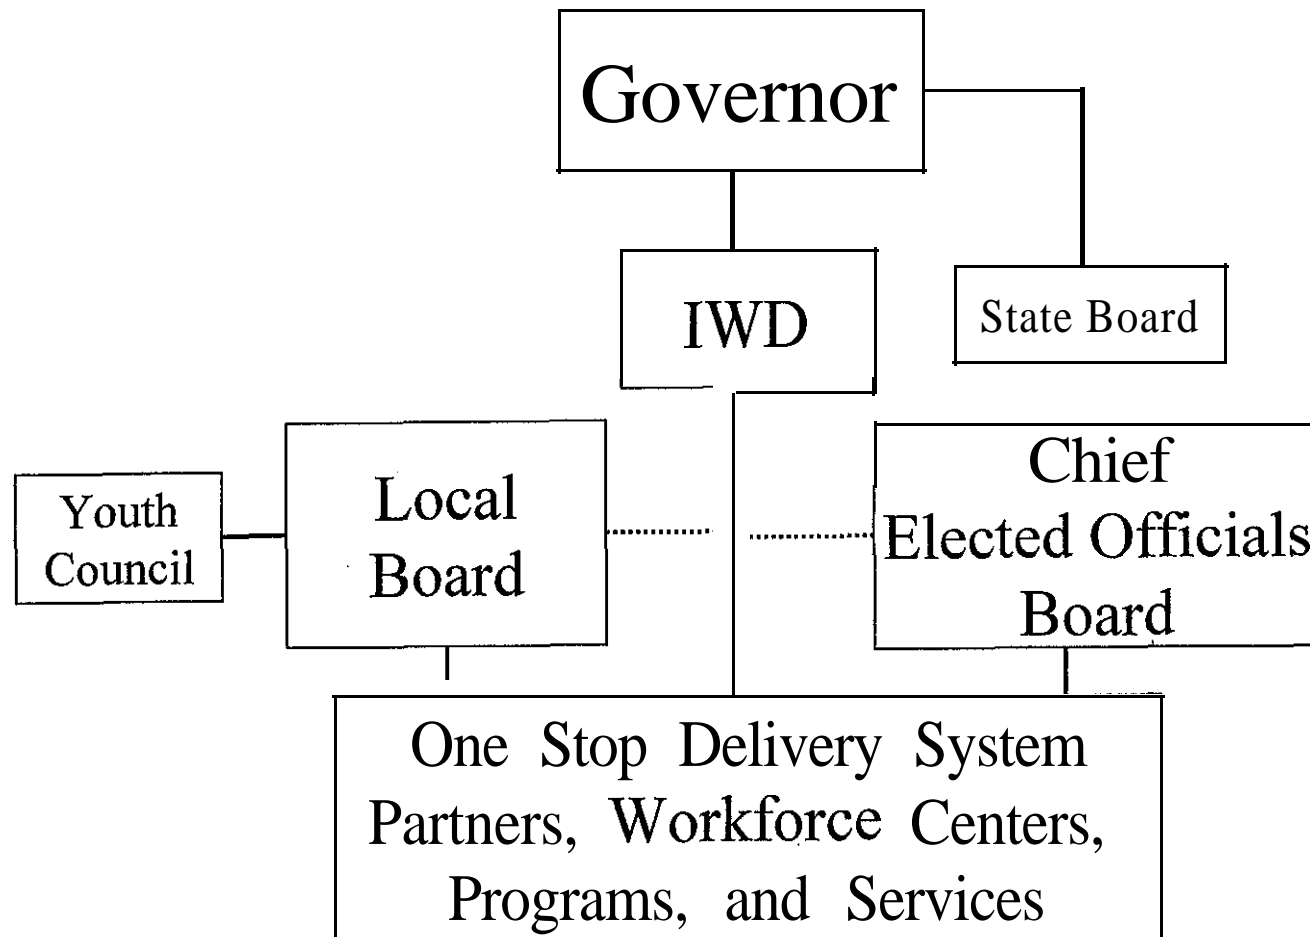 Governor
IWD
State Board
Youth
Council
Local
Board
Chief
Elected Officials
Board
One Stop Delivery System
Partners, Workforce Centers,
Programs, and Services